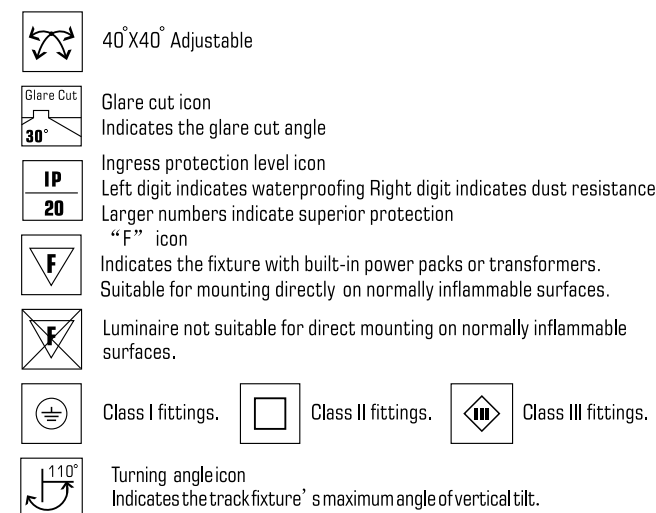 40°X40° Adjustable
Glare Cut
30°
Glare cut icon
Indicates the glare cut angle
IP
20
Ingress protection level icon
Left digit indicates waterproofing Right digit indicates dust resistance
Larger numbers indicate superior protection
F
“F” icon
Indicates the fixture with built-in power packs or transformers.
Suitable for mounting directly on normally inflammable surfaces.
F
Luminaire not suitable for direct mounting on normally inflammable
surfaces.
Class I fittings.
Class II fittings.
III
Class III fittings.
110°
Turning angle icon
Indicates the track fixture’s maximum angle of vertical tilt.